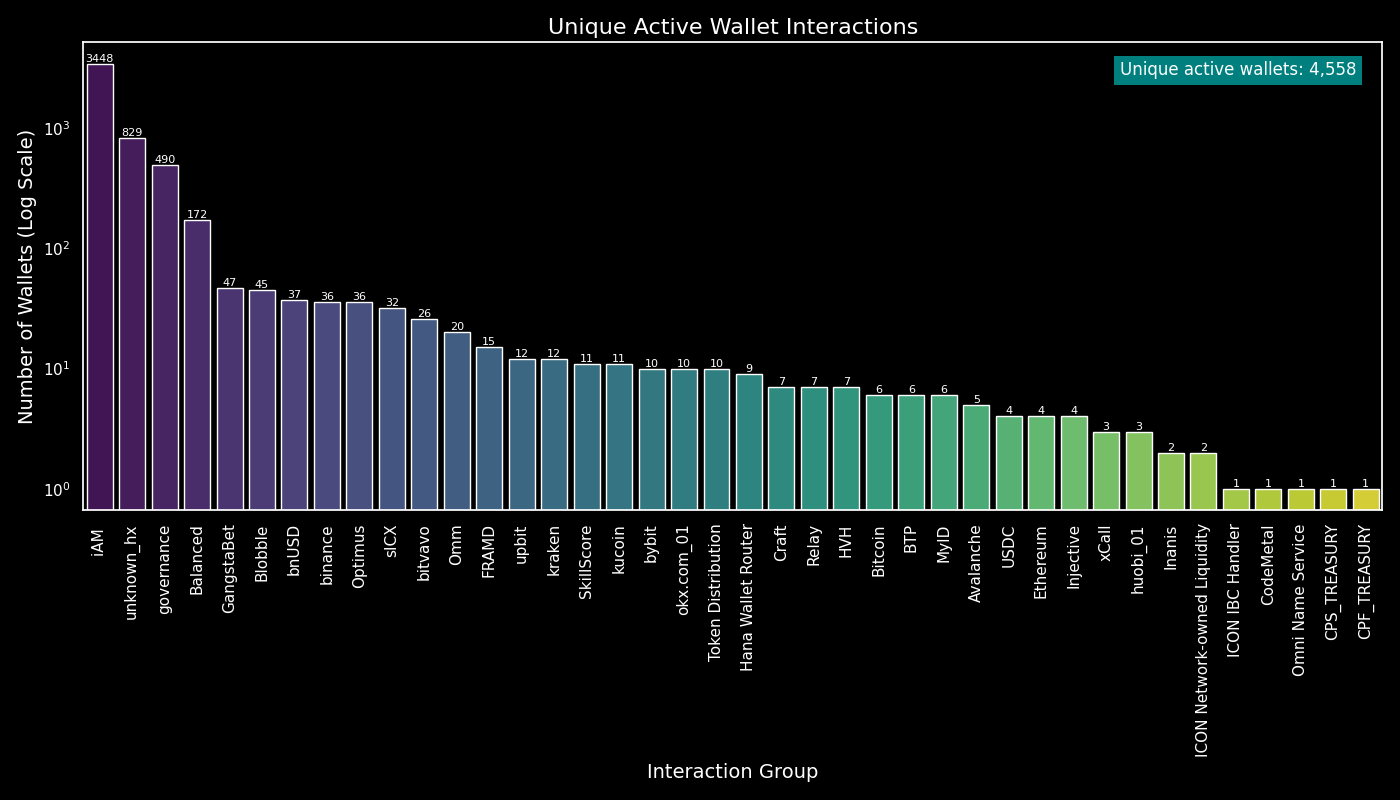 Unique Active Wallet Interactions
Unique active wallets: 4,558
Number of Wallets (Log Scale)
10³
10²
10¹
10⁰
3448
829
490
172
47
45
37
36
36
32
26
20
15
12
12
11
11
10
10
10
9
7
7
7
6
6
6
5
4
4
4
3
3
2
2
1
1
1
1
1
iAM
unknown_hx
governance
Balanced
GangstaBet
Blobble
bnUSD
binance
Optimus
sICX
bitvavo
Omm
FRAMD
upbit
kraken
SkillScore
kucoin
bybit
okx.com_01
Token Distribution
Hana Wallet Router
Craft
Relay
HVH
Bitcoin
BTP
MyID
Avalanche
USDC
Ethereum
Injective
xCall
huobi_01
Inanis
ICON Network-owned Liquidity
ICON IBC Handler
CodeMetal
Omni Name Service
CPS_TREASURY
CPF_TREASURY
Interaction Group